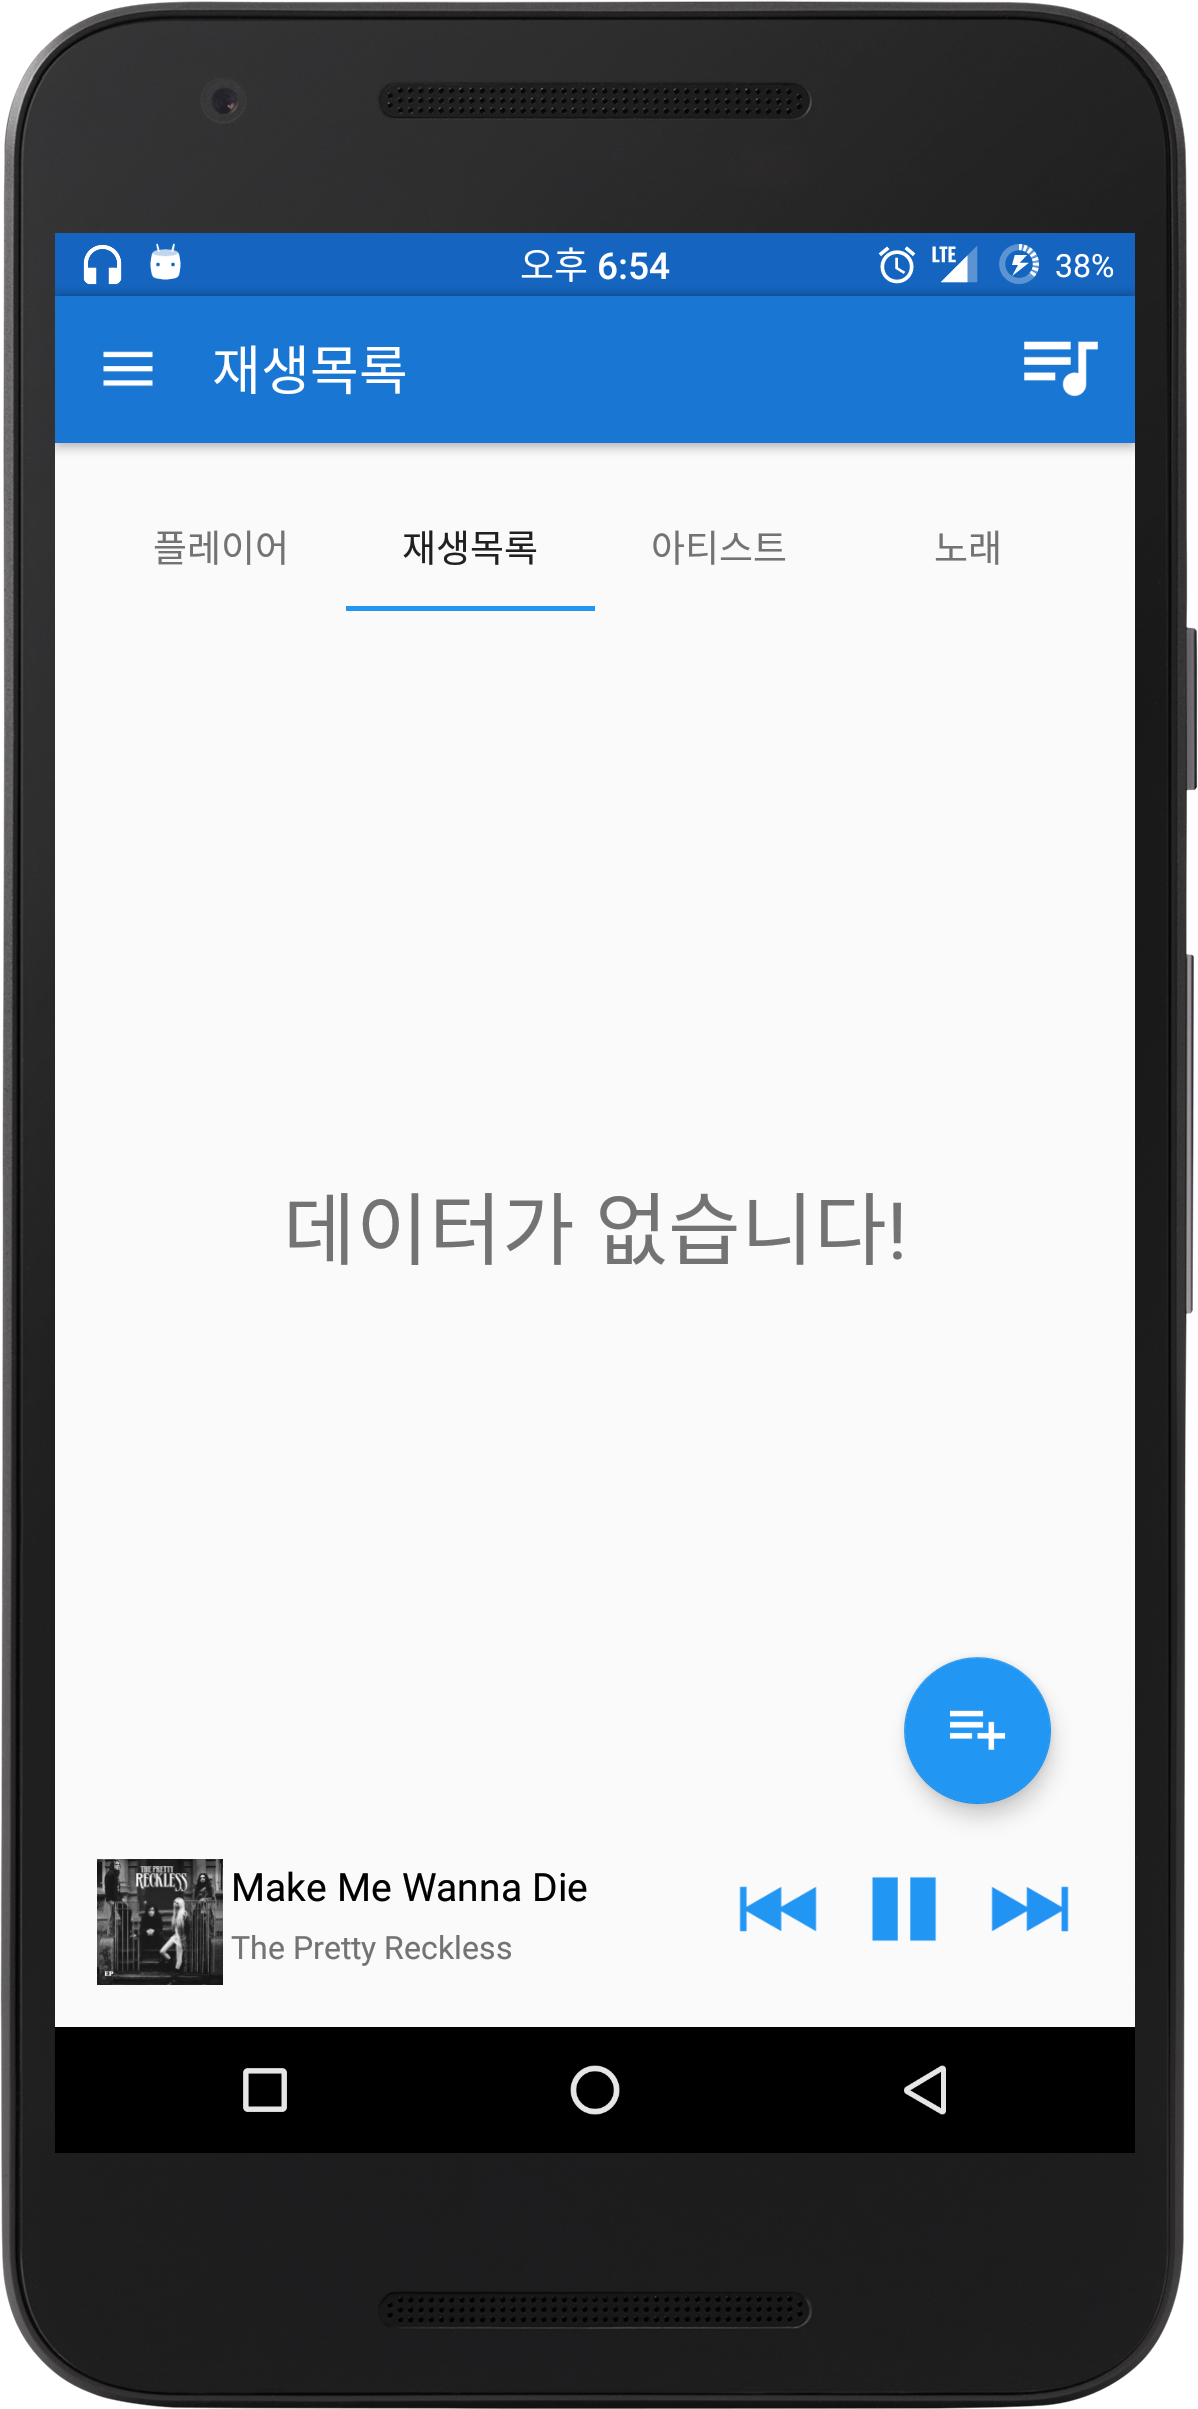 오후 6:54
LTE
38%
재생목록
플레이어 재생목록 아티스트 노래
데이터가 없습니다!
THE PRETTY
RECKLESS
EP
Make Me Wanna Die
The Pretty Reckless